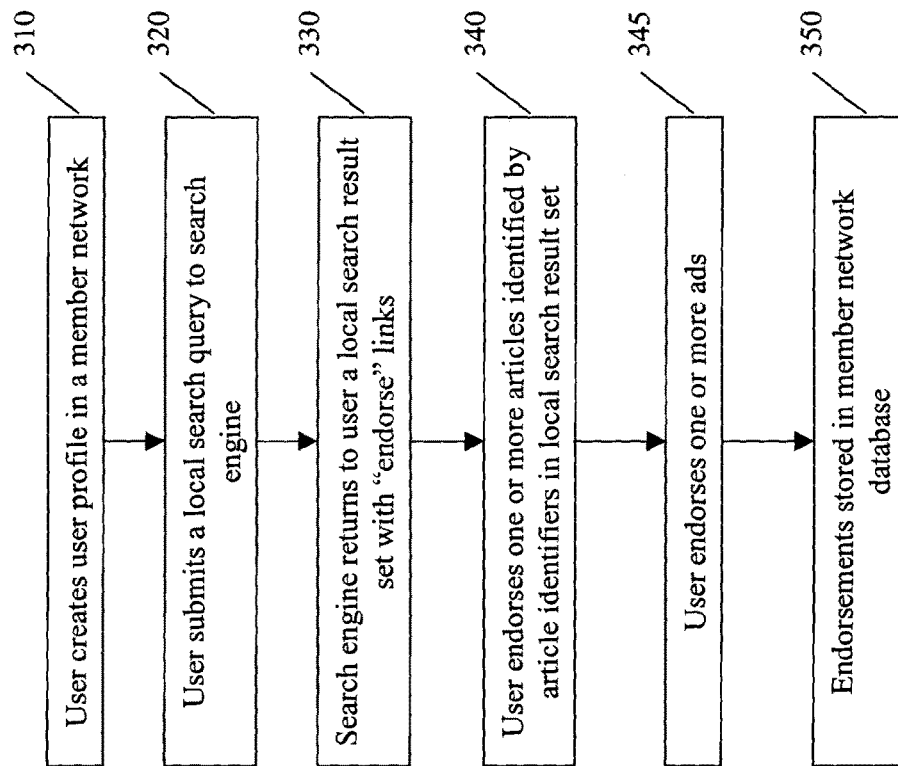 310
User creates user profile in a member network
320
User submits a local search query to search
engine
330
Search engine returns to user a local search result
set with “endorse” links
340
User endorses one or more articles identified by
article identifiers in local search result set
345
User endorses one or more ads
350
Endorsements stored in member network
database